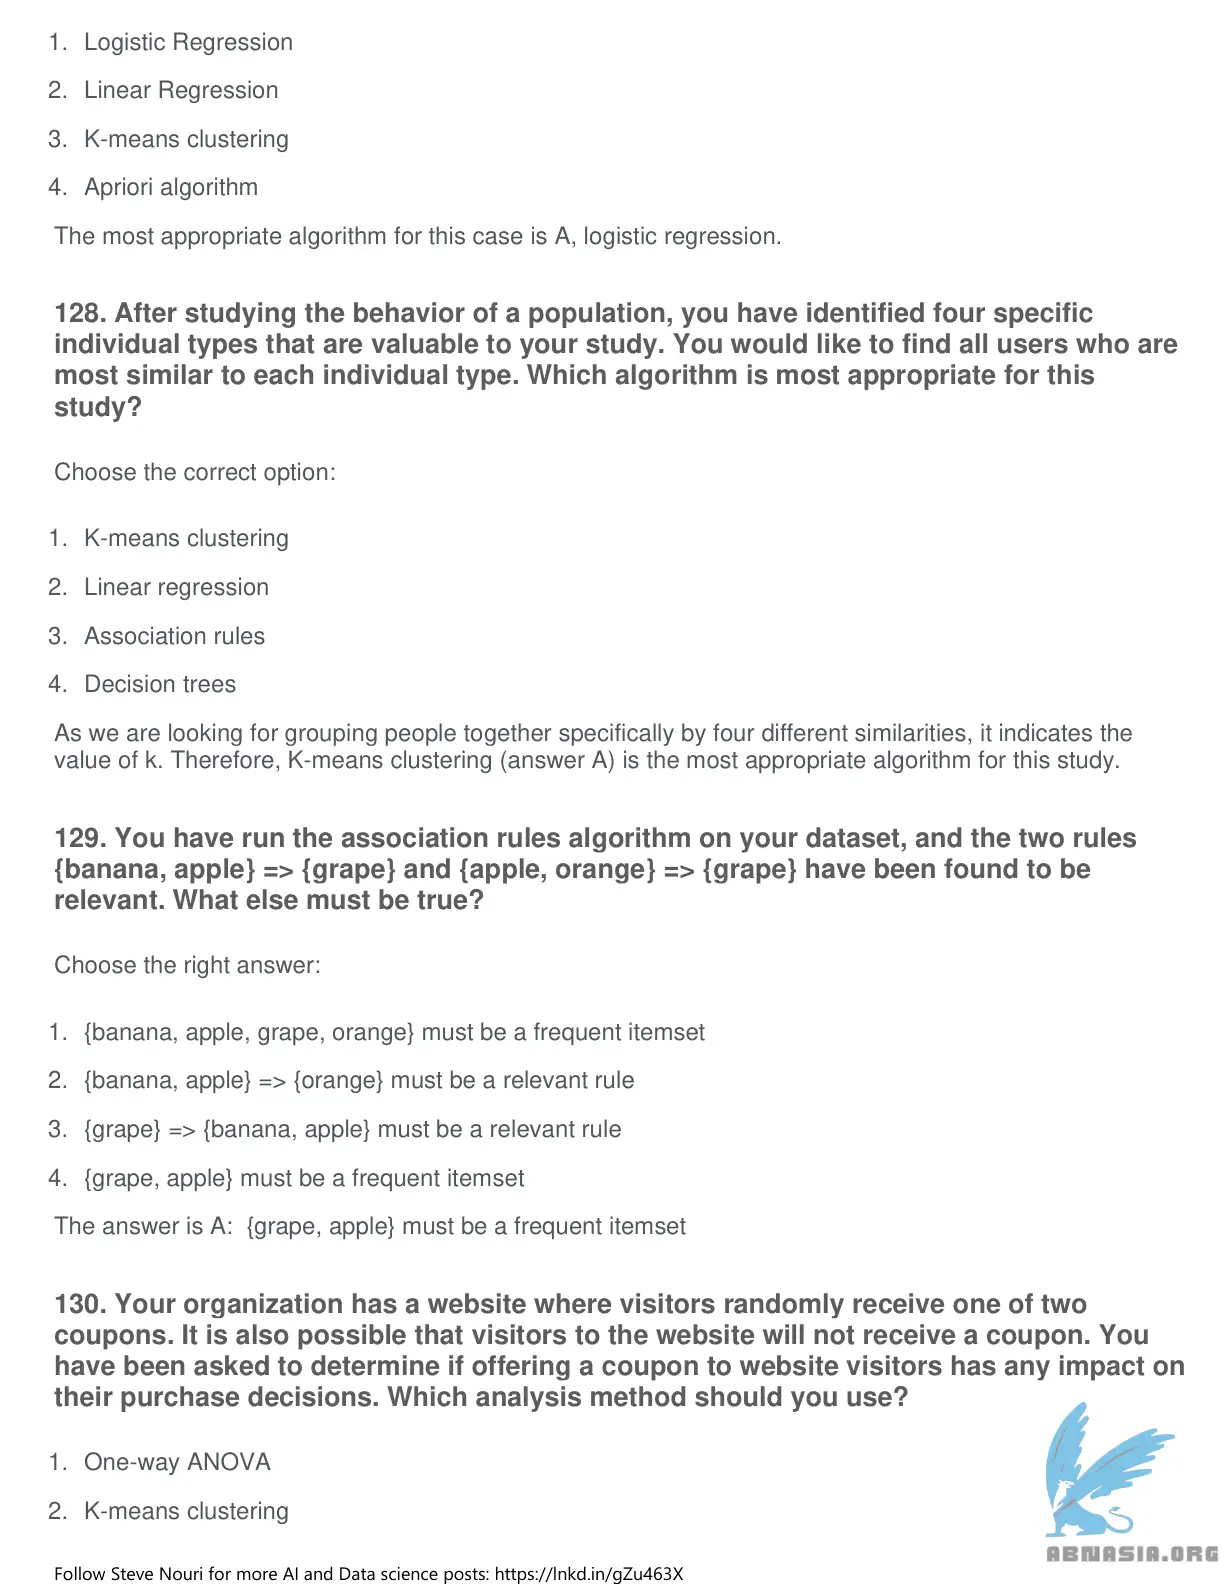 1. Logistic Regression
2. Linear Regression
3. K-means clustering
4. Apriori algorithm
The most appropriate algorithm for this case is A, logistic regression.
128. After studying the behavior of a population, you have identified four specific
individual types that are valuable to your study. You would like to find all users who are
most similar to each individual type. Which algorithm is most appropriate for this
study?
Choose the correct option:
1. K-means clustering
2. Linear regression
3. Association rules
4. Decision trees
As we are looking for grouping people together specifically by four different similarities, it indicates the
value of k. Therefore, K-means clustering (answer A) is the most appropriate algorithm for this study.
129. You have run the association rules algorithm on your dataset, and the two rules
{banana, apple} => {grape} and {apple, orange} => {grape} have been found to be
relevant. What else must be true?
Choose the right answer:
1. {banana, apple, grape, orange} must be a frequent itemset
2. {banana, apple} => {orange} must be a relevant rule
3. {grape} => {banana, apple} must be a relevant rule
4. {grape, apple} must be a frequent itemset
The answer is A:  {grape, apple} must be a frequent itemset
130. Your organization has a website where visitors randomly receive one of two
coupons. It is also possible that visitors to the website will not receive a coupon. You
have been asked to determine if offering a coupon to website visitors has any impact on
their purchase decisions. Which analysis method should you use?
1. One-way ANOVA
2. K-means clustering
ABNASIA.ORG
Follow Steve Nouri for more AI and Data science posts: https://lnkd.in/gZu463X